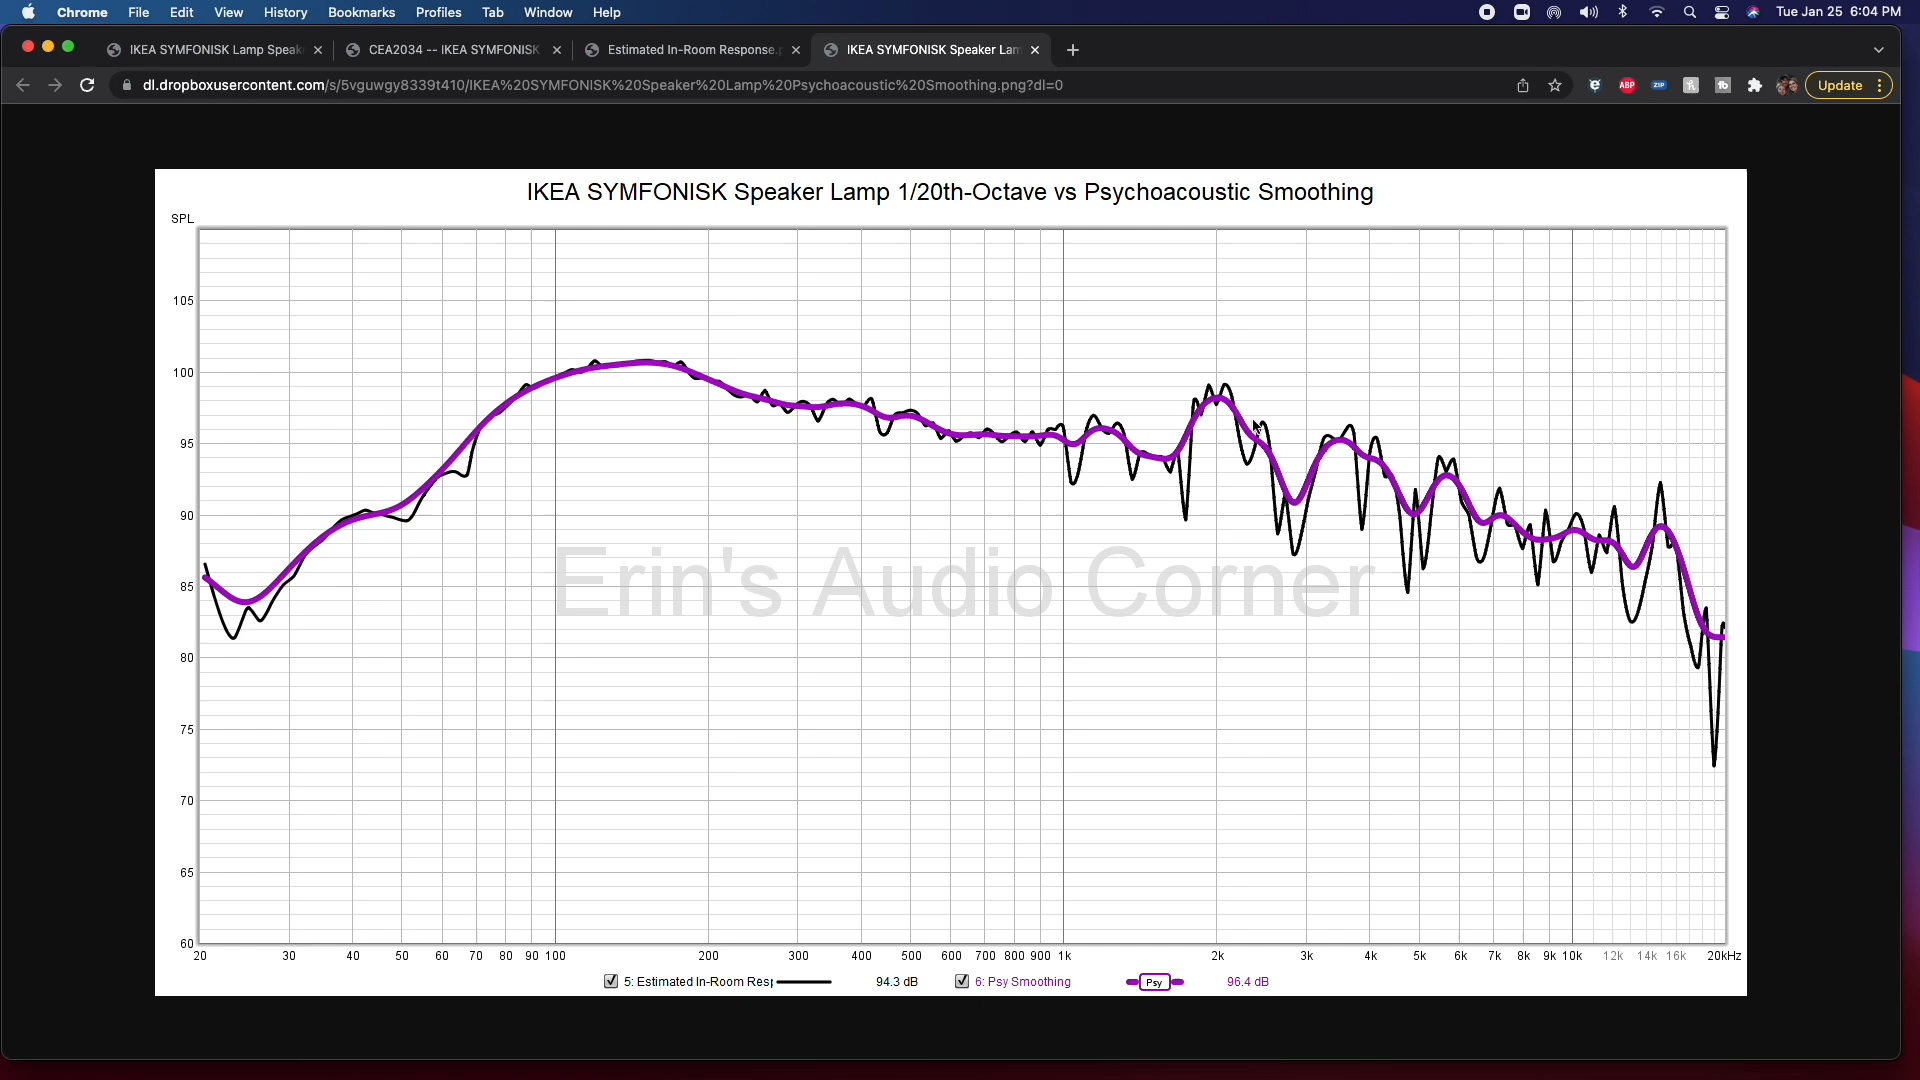 Chrome File Edit View History Bookmarks Profiles Tab Window Help Tue Jan 25 6:04 PM
IKEA SYMFONISK Lamp Speak CEA2034 -- IKEA SYMFONISK Estimated In-Room Response. IKEA SYMFONISK Speaker Lam
dl.dropboxusercontent.com/s/5vguwgy8339t410/IKEA%20SYMFONISK%20Speaker%20Lamp%20Psychoacoustic%20Smoothing.png?dl=0 ABP ZIP Update
IKEA SYMFONISK Speaker Lamp 1/20th-Octave vs Psychoacoustic Smoothing
SPL
105
100
95
90
85
80
75
70
65
60
Erin's Audio Corner
20 30 40 50 60 70 80 90 100 200 300 400 500 600 700 800 900 1k 2k 3k 4k 5k 6k 7k 8k 9k 10k 12k 14k 16k 20kHz
5: Estimated In-Room Resp 94.3 dB 6: Psy Smoothing Psy 96.4 dB